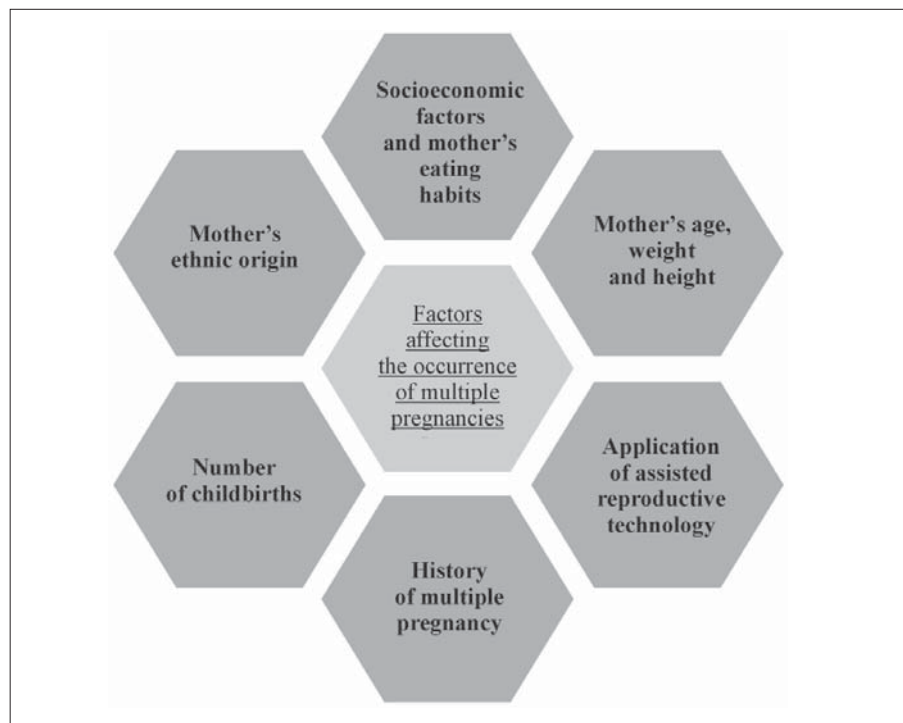 Socioeconomic
factors
and mother's
eating
habits
Mother's
ethnic origin
Mother's age,
weight
and height
Factors
affecting
the occurrence
of multiple
pregnancies
Number
of childbirths
Application
of assisted
reproductive
technology
History
of multiple
pregnancy